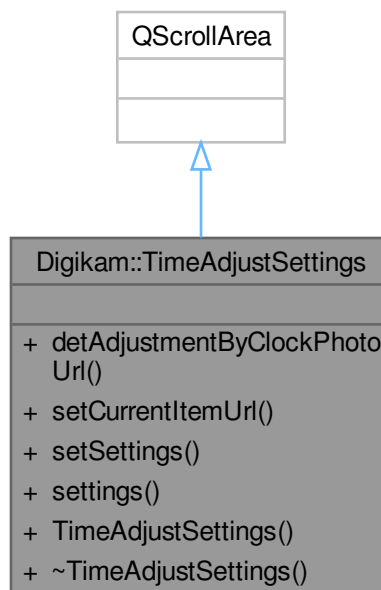 QScrollArea
Digikam::TimeAdjustSettings
+ detAdjustmentByClockPhoto
Url()
+ setCurrentItemUrl()
+ setSettings()
+ settings()
+ TimeAdjustSettings()
+ ~TimeAdjustSettings()